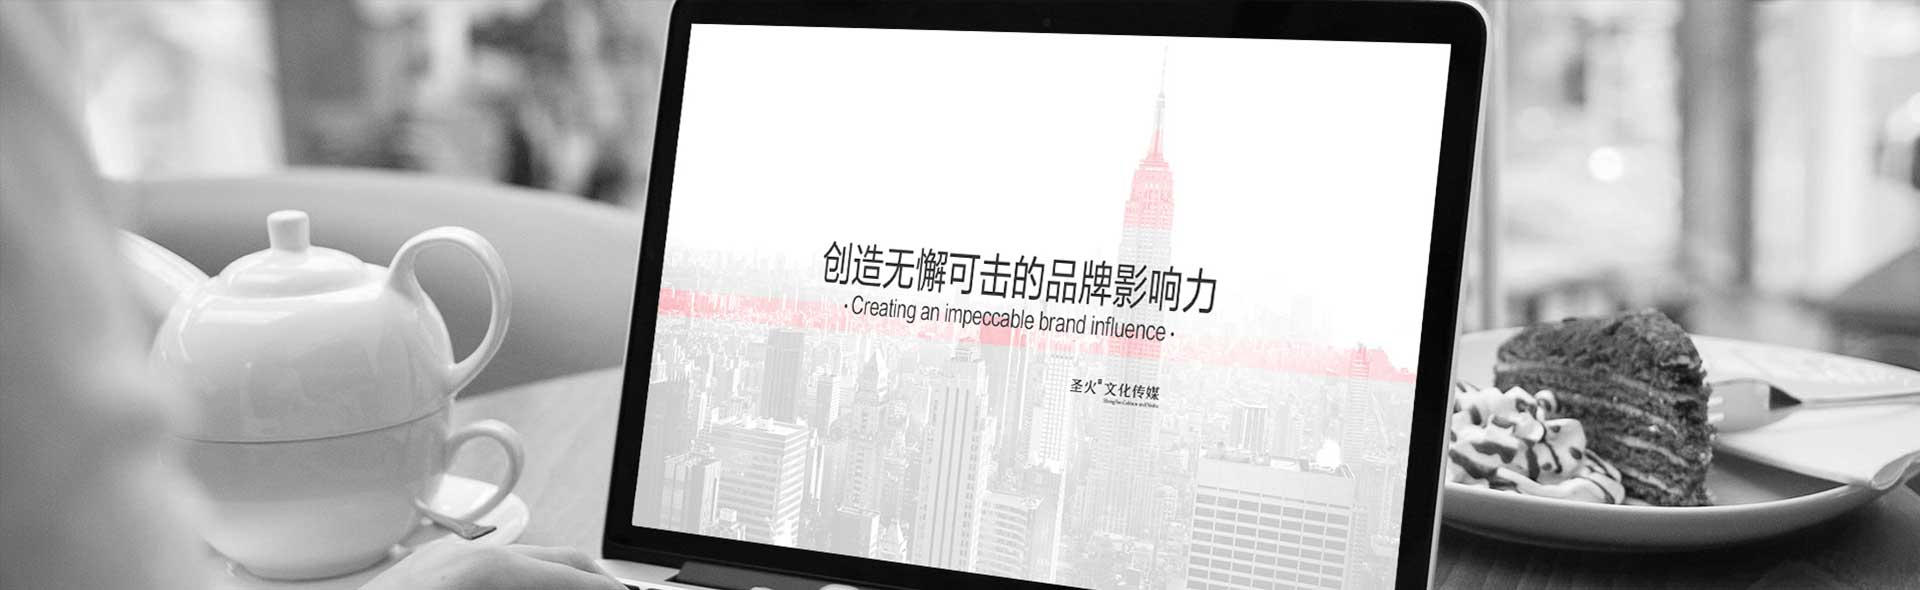 创造无懈可击的品牌影响力
·Creating an impeccable brand influence·
圣火 文化传媒